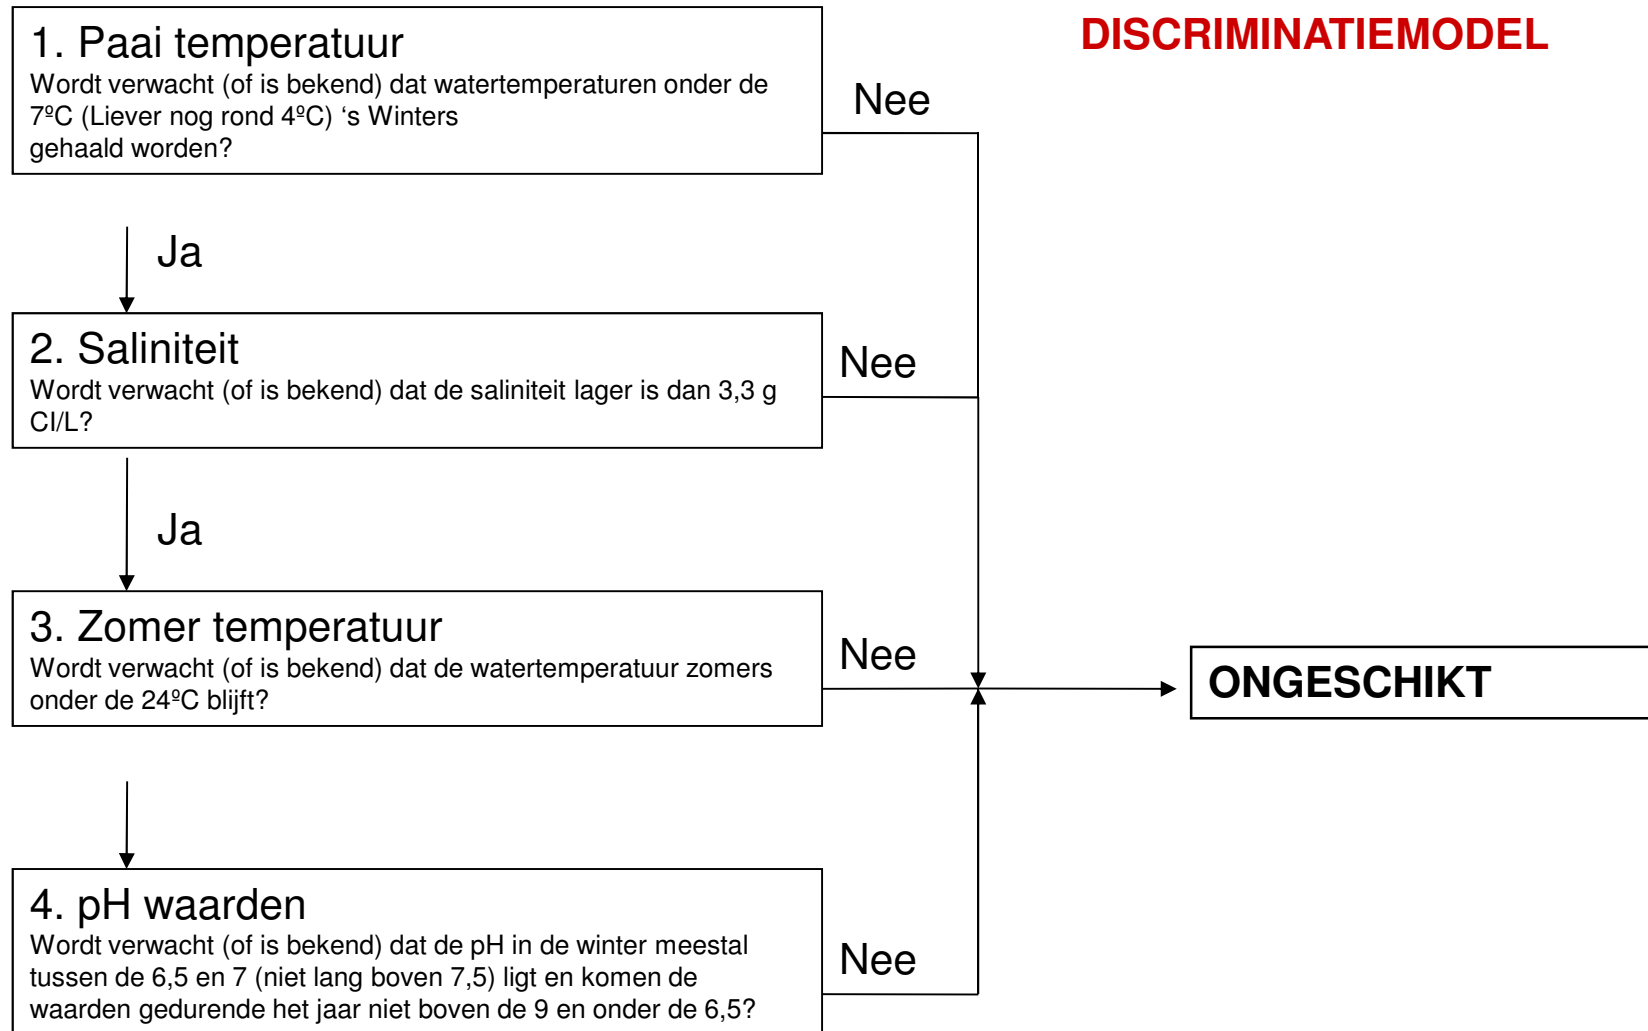 DISCRIMINATIEMODEL
1. Paai temperatuur
Wordt verwacht (of is bekend) dat watertemperaturen onder de
7ºC (Liever nog rond 4ºC) ‘s Winters
gehaald worden?
Nee
Ja
2. Saliniteit
Wordt verwacht (of is bekend) dat de saliniteit lager is dan 3,3 g
Cl/L?
Nee
Ja
3. Zomer temperatuur
Wordt verwacht (of is bekend) dat de watertemperatuur zomers
onder de 24ºC blijft?
Nee
ONGESCHIKT
4. pH waarden
Wordt verwacht (of is bekend) dat de pH in de winter meestal
tussen de 6,5 en 7 (niet lang boven 7,5) ligt en komen de
waarden gedurende het jaar niet boven de 9 en onder de 6,5?
Nee